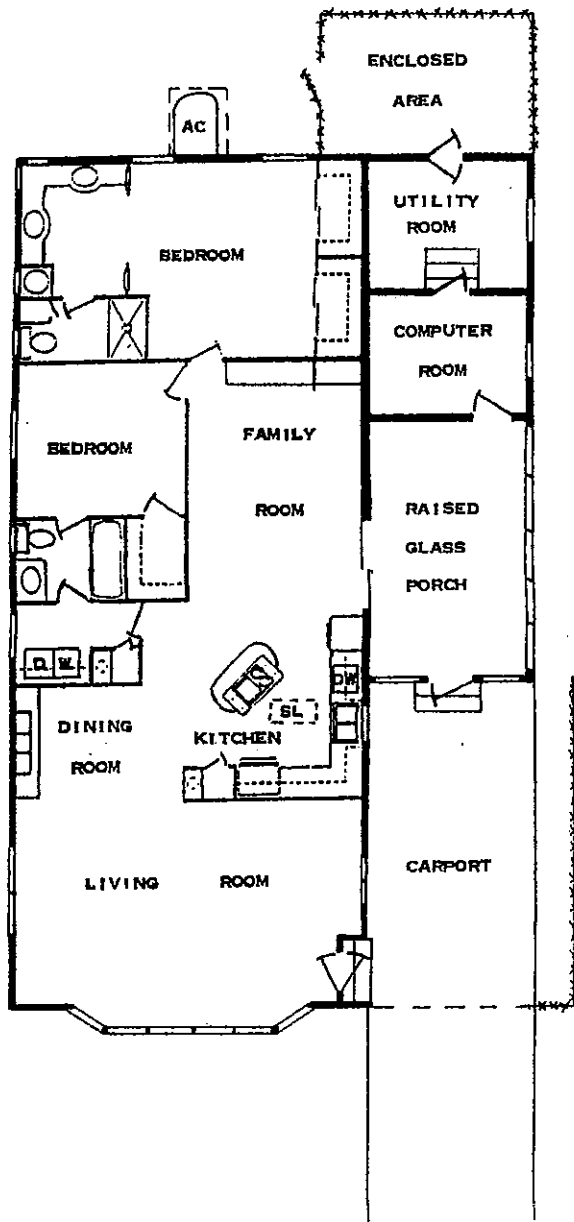 ENCLOSED
AREA
AC
UTILITY
ROOM
BEDROOM
COMPUTER
ROOM
FAMILY
ROOM
BEDROOM
RAISED
GLASS
PORCH
D W
DW
SL
DINING
ROOM
KITCHEN
LIVING ROOM
CARPORT